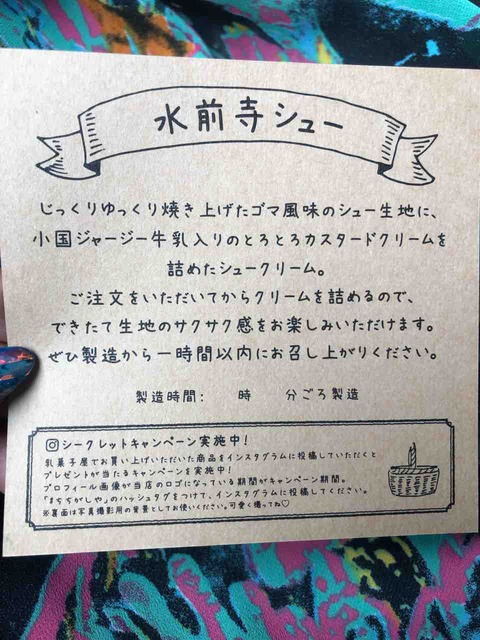 水前寺シュー
じっくりゆっくり焼き上げたゴマ風味のシュー生地に、
小国ジャージー牛乳入りのとろとろカスタードクリームを
詰めたシュークリーム。
ご注文をいただいてからクリームを詰めるので、
できたて生地のサクサク感をお楽しみいただけます。
ぜひ製造から一時間以内にお召し上がりください。
製造時間: 時 分ごろ製造
シークレットキャンペーン実施中!
乳菓子屋でお買い上げいただいた商品をインスタグラムに投稿していただくと
プレゼントが当たるキャンペーンを実施中!
プロフィール画像が当店のロゴになっている期間がキャンペーン期間。
「まちちがしや」のハッシュタグをつけて、インスタグラムに投稿してください。
※裏面は写真撮影用の背景としてお使いください。可愛く撮ってね♡